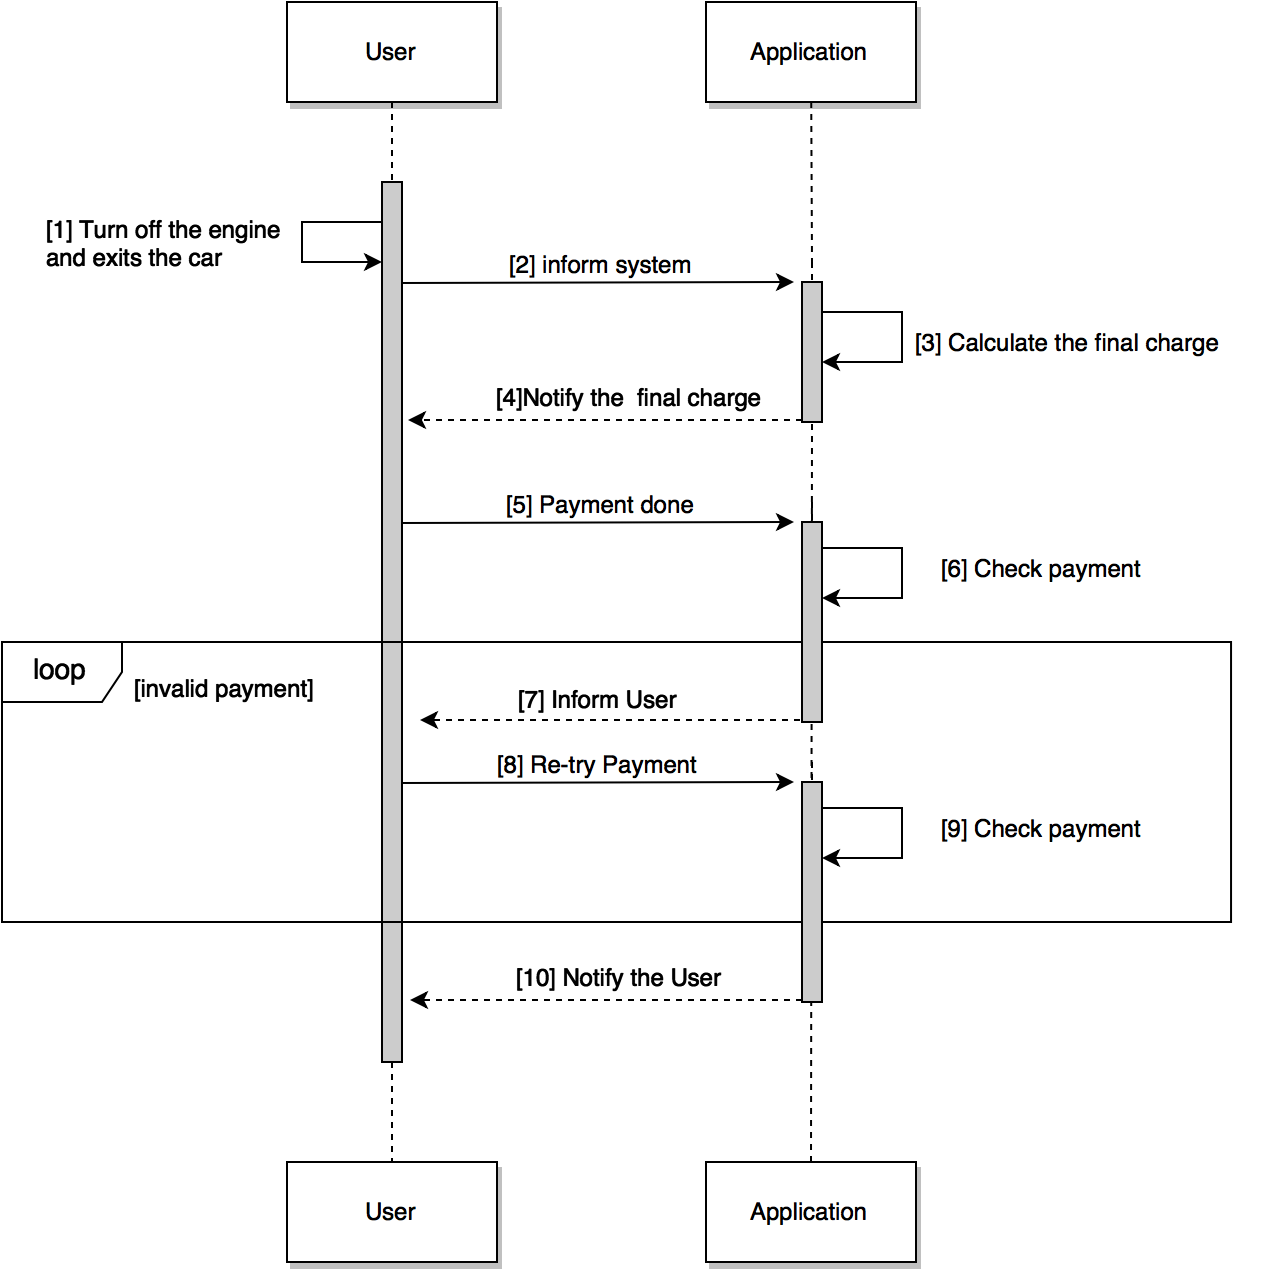 User
Application
[1] Turn off the engine
and exits the car
[2] inform system
[3] Calculate the final charge
[4]Notify the  final charge
[5] Payment done
[6] Check payment
loop
[invalid payment]
[7] Inform User
[8] Re-try Payment
[9] Check payment
[10] Notify the User
User
Application